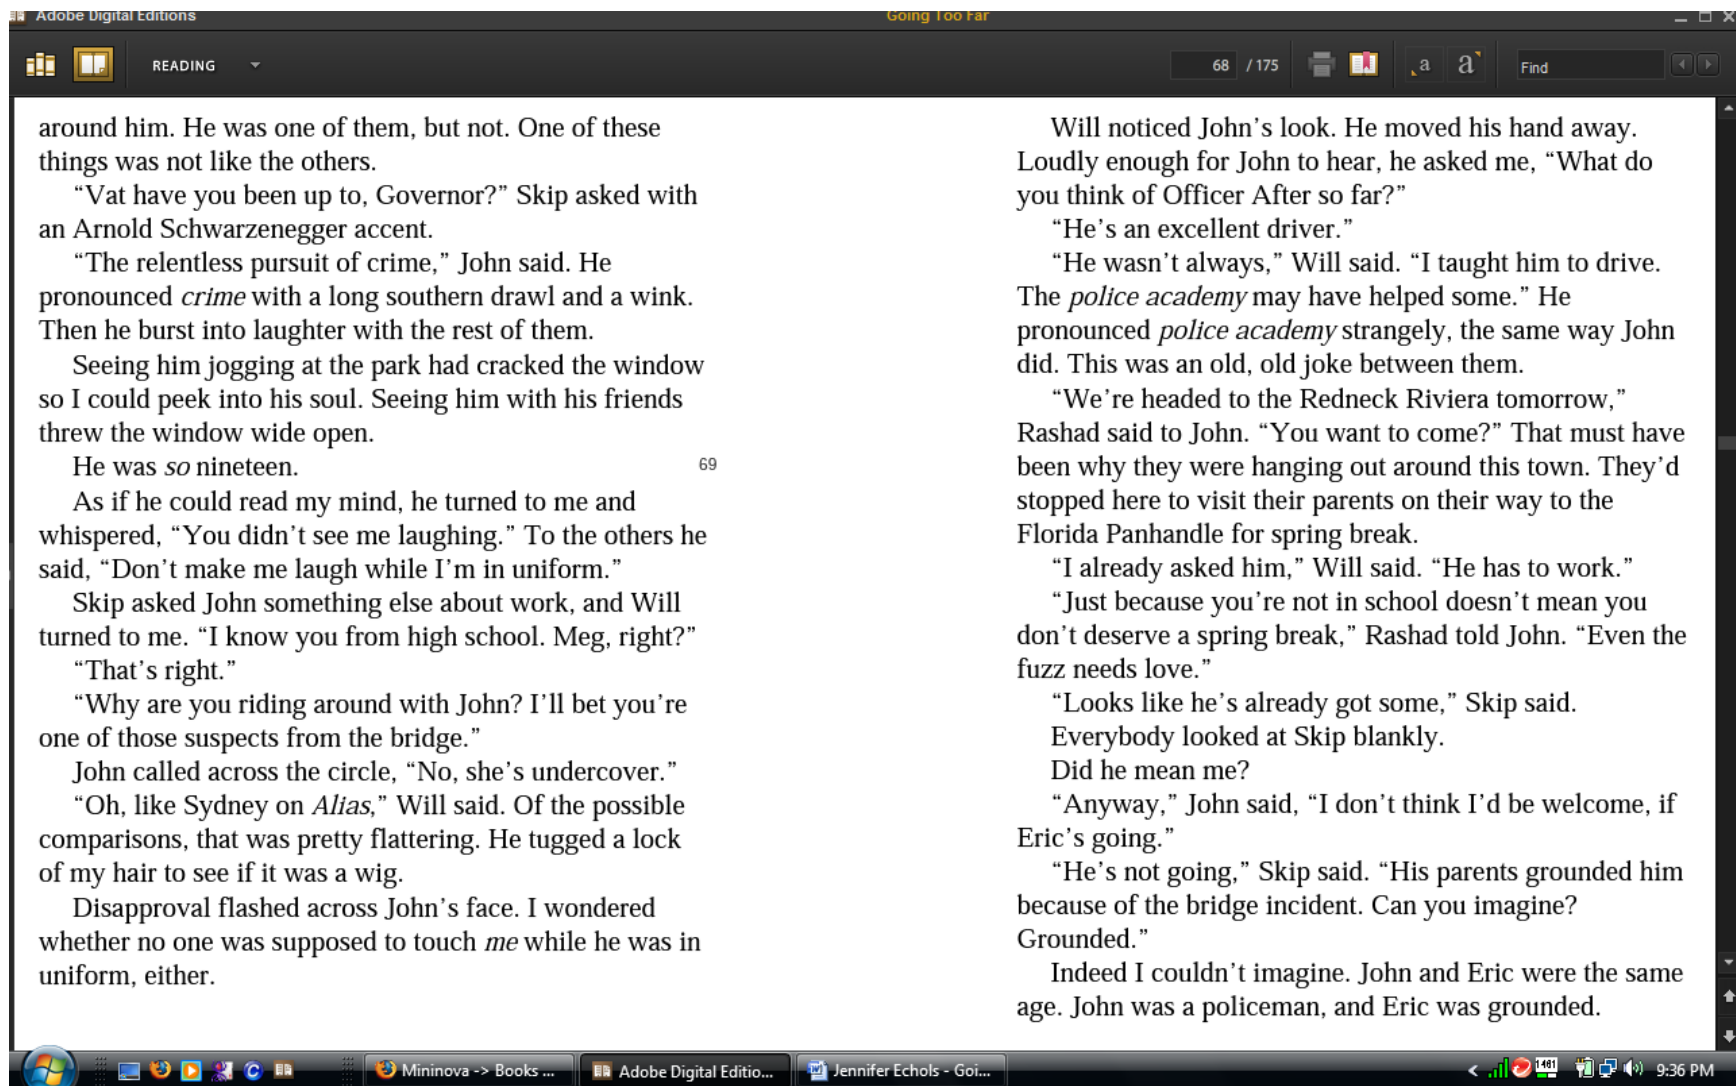 Adobe Digital Editions
Going Too Far
READING
68 / 175
a
a
Find
around him. He was one of them, but not. One of these
things was not like the others.
“Vat have you been up to, Governor?” Skip asked with
an Arnold Schwarzenegger accent.
“The relentless pursuit of crime,” John said. He
pronounced crime with a long southern drawl and a wink.
Then he burst into laughter with the rest of them.
Seeing him jogging at the park had cracked the window
so I could peek into his soul. Seeing him with his friends
threw the window wide open.
He was so nineteen.
69
As if he could read my mind, he turned to me and
whispered, “You didn’t see me laughing.” To the others he
said, “Don’t make me laugh while I’m in uniform.”
Skip asked John something else about work, and Will
turned to me. “I know you from high school. Meg, right?”
“That’s right.”
“Why are you riding around with John? I’ll bet you’re
one of those suspects from the bridge.”
John called across the circle, “No, she’s undercover.”
“Oh, like Sydney on Alias,” Will said. Of the possible
comparisons, that was pretty flattering. He tugged a lock
of my hair to see if it was a wig.
Disapproval flashed across John’s face. I wondered
whether no one was supposed to touch me while he was in
uniform, either.
Will noticed John’s look. He moved his hand away.
Loudly enough for John to hear, he asked me, “What do
you think of Officer After so far?”
“He’s an excellent driver.”
“He wasn’t always,” Will said. “I taught him to drive.
The police academy may have helped some.” He
pronounced police academy strangely, the same way John
did. This was an old, old joke between them.
“We’re headed to the Redneck Riviera tomorrow,”
Rashad said to John. “You want to come?” That must have
been why they were hanging out around this town. They’d
stopped here to visit their parents on their way to the
Florida Panhandle for spring break.
“I already asked him,” Will said. “He has to work.”
“Just because you’re not in school doesn’t mean you
don’t deserve a spring break,” Rashad told John. “Even the
fuzz needs love.”
“Looks like he’s already got some,” Skip said.
Everybody looked at Skip blankly.
Did he mean me?
“Anyway,” John said, “I don’t think I’d be welcome, if
Eric’s going.”
“He’s not going,” Skip said. “His parents grounded him
because of the bridge incident. Can you imagine?
Grounded.”
Indeed I couldn’t imagine. John and Eric were the same
age. John was a policeman, and Eric was grounded.
Mininova -> Books ...
Adobe Digital Editio...
Jennifer Echols - Goi...
1461
9:36 PM